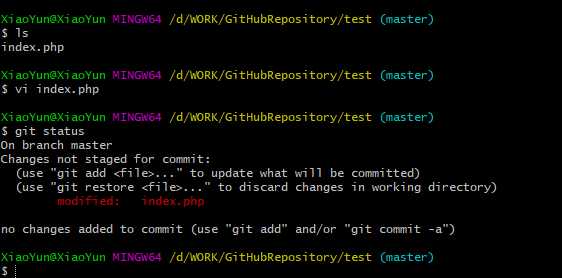 XiaoYun@XiaoYun MINGW64 /d/WORK/GitHubRepository/test (master)
$ ls
index.php
XiaoYun@XiaoYun MINGW64 /d/WORK/GitHubRepository/test (master)
$ vi index.php
XiaoYun@XiaoYun MINGW64 /d/WORK/GitHubRepository/test (master)
$ git status
On branch master
Changes not staged for commit:
  (use "git add <file>..." to update what will be committed)
  (use "git restore <file>..." to discard changes in working directory)
        modified:   index.php
no changes added to commit (use "git add" and/or "git commit -a")
XiaoYun@XiaoYun MINGW64 /d/WORK/GitHubRepository/test (master)
$